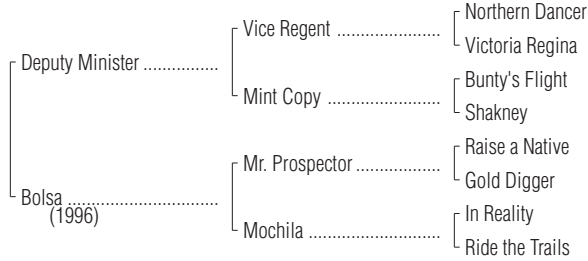 Northern Dancer
Vice Regent ....................
Victoria Regina
Deputy Minister ...............
Bunty's Flight
Mint Copy ......................
Shakney
Raise a Native
Mr. Prospector ................
Gold Digger
Bolsa ..............................
(1996)
In Reality
Mochila ..........................
Ride the Trails